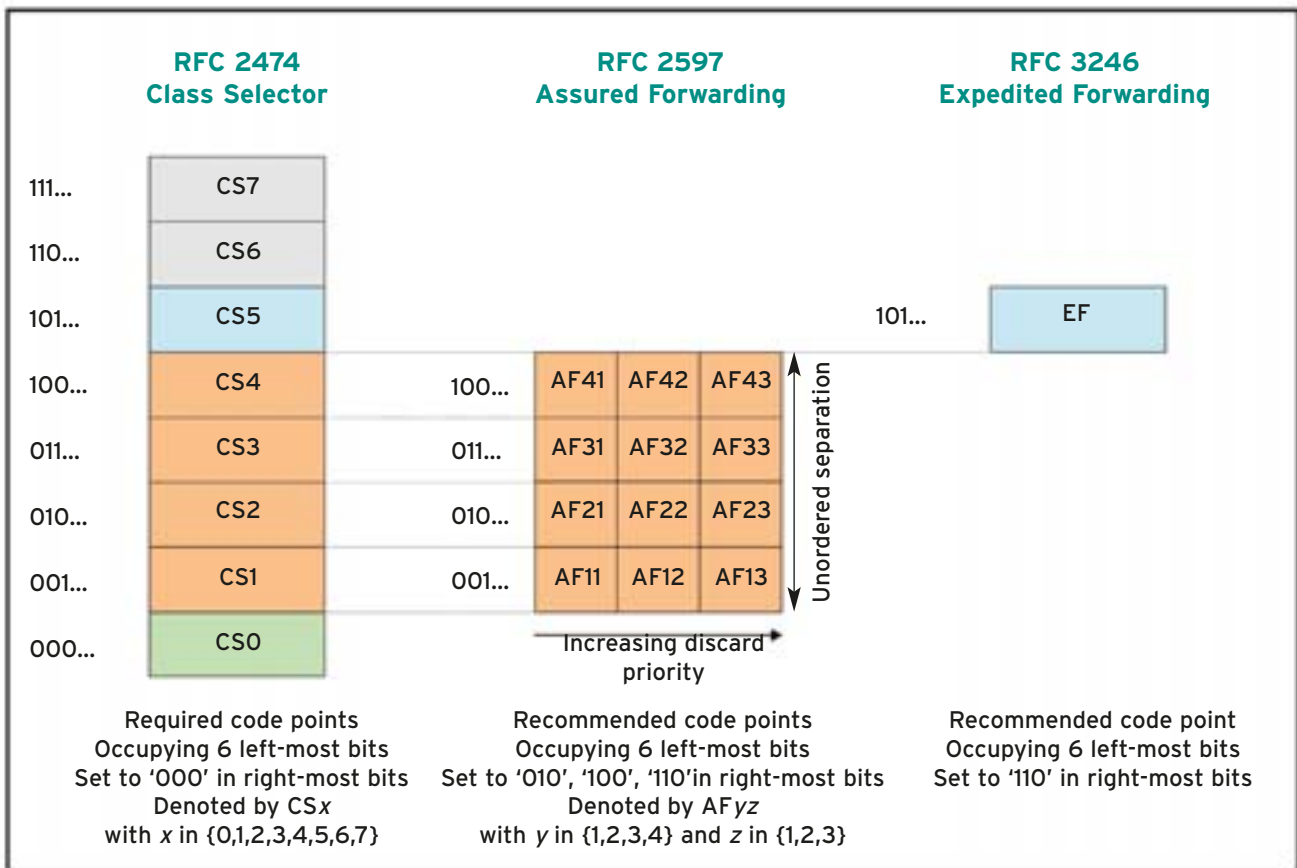 RFC 2474
Class Selector
RFC 2597
Assured Forwarding
RFC 3246
Expedited Forwarding
111... CS7
110... CS6
101... CS5
101... EF
100... CS4
100... AF41 AF42 AF43
011... CS3
011... AF31 AF32 AF33
010... CS2
010... AF21 AF22 AF23
001... CS1
001... AF11 AF12 AF13
000... CS0
Unordered separation
Increasing discard
priority
Required code points
Occupying 6 left-most bits
Set to ‘000’ in right-most bits
Denoted by CSx
with x in {0,1,2,3,4,5,6,7}
Recommended code points
Occupying 6 left-most bits
Set to ‘010’, ‘100’, ‘110’in right-most bits
Denoted by AFyz
with y in {1,2,3,4} and z in {1,2,3}
Recommended code point
Occupying 6 left-most bits
Set to ‘110’ in right-most bits